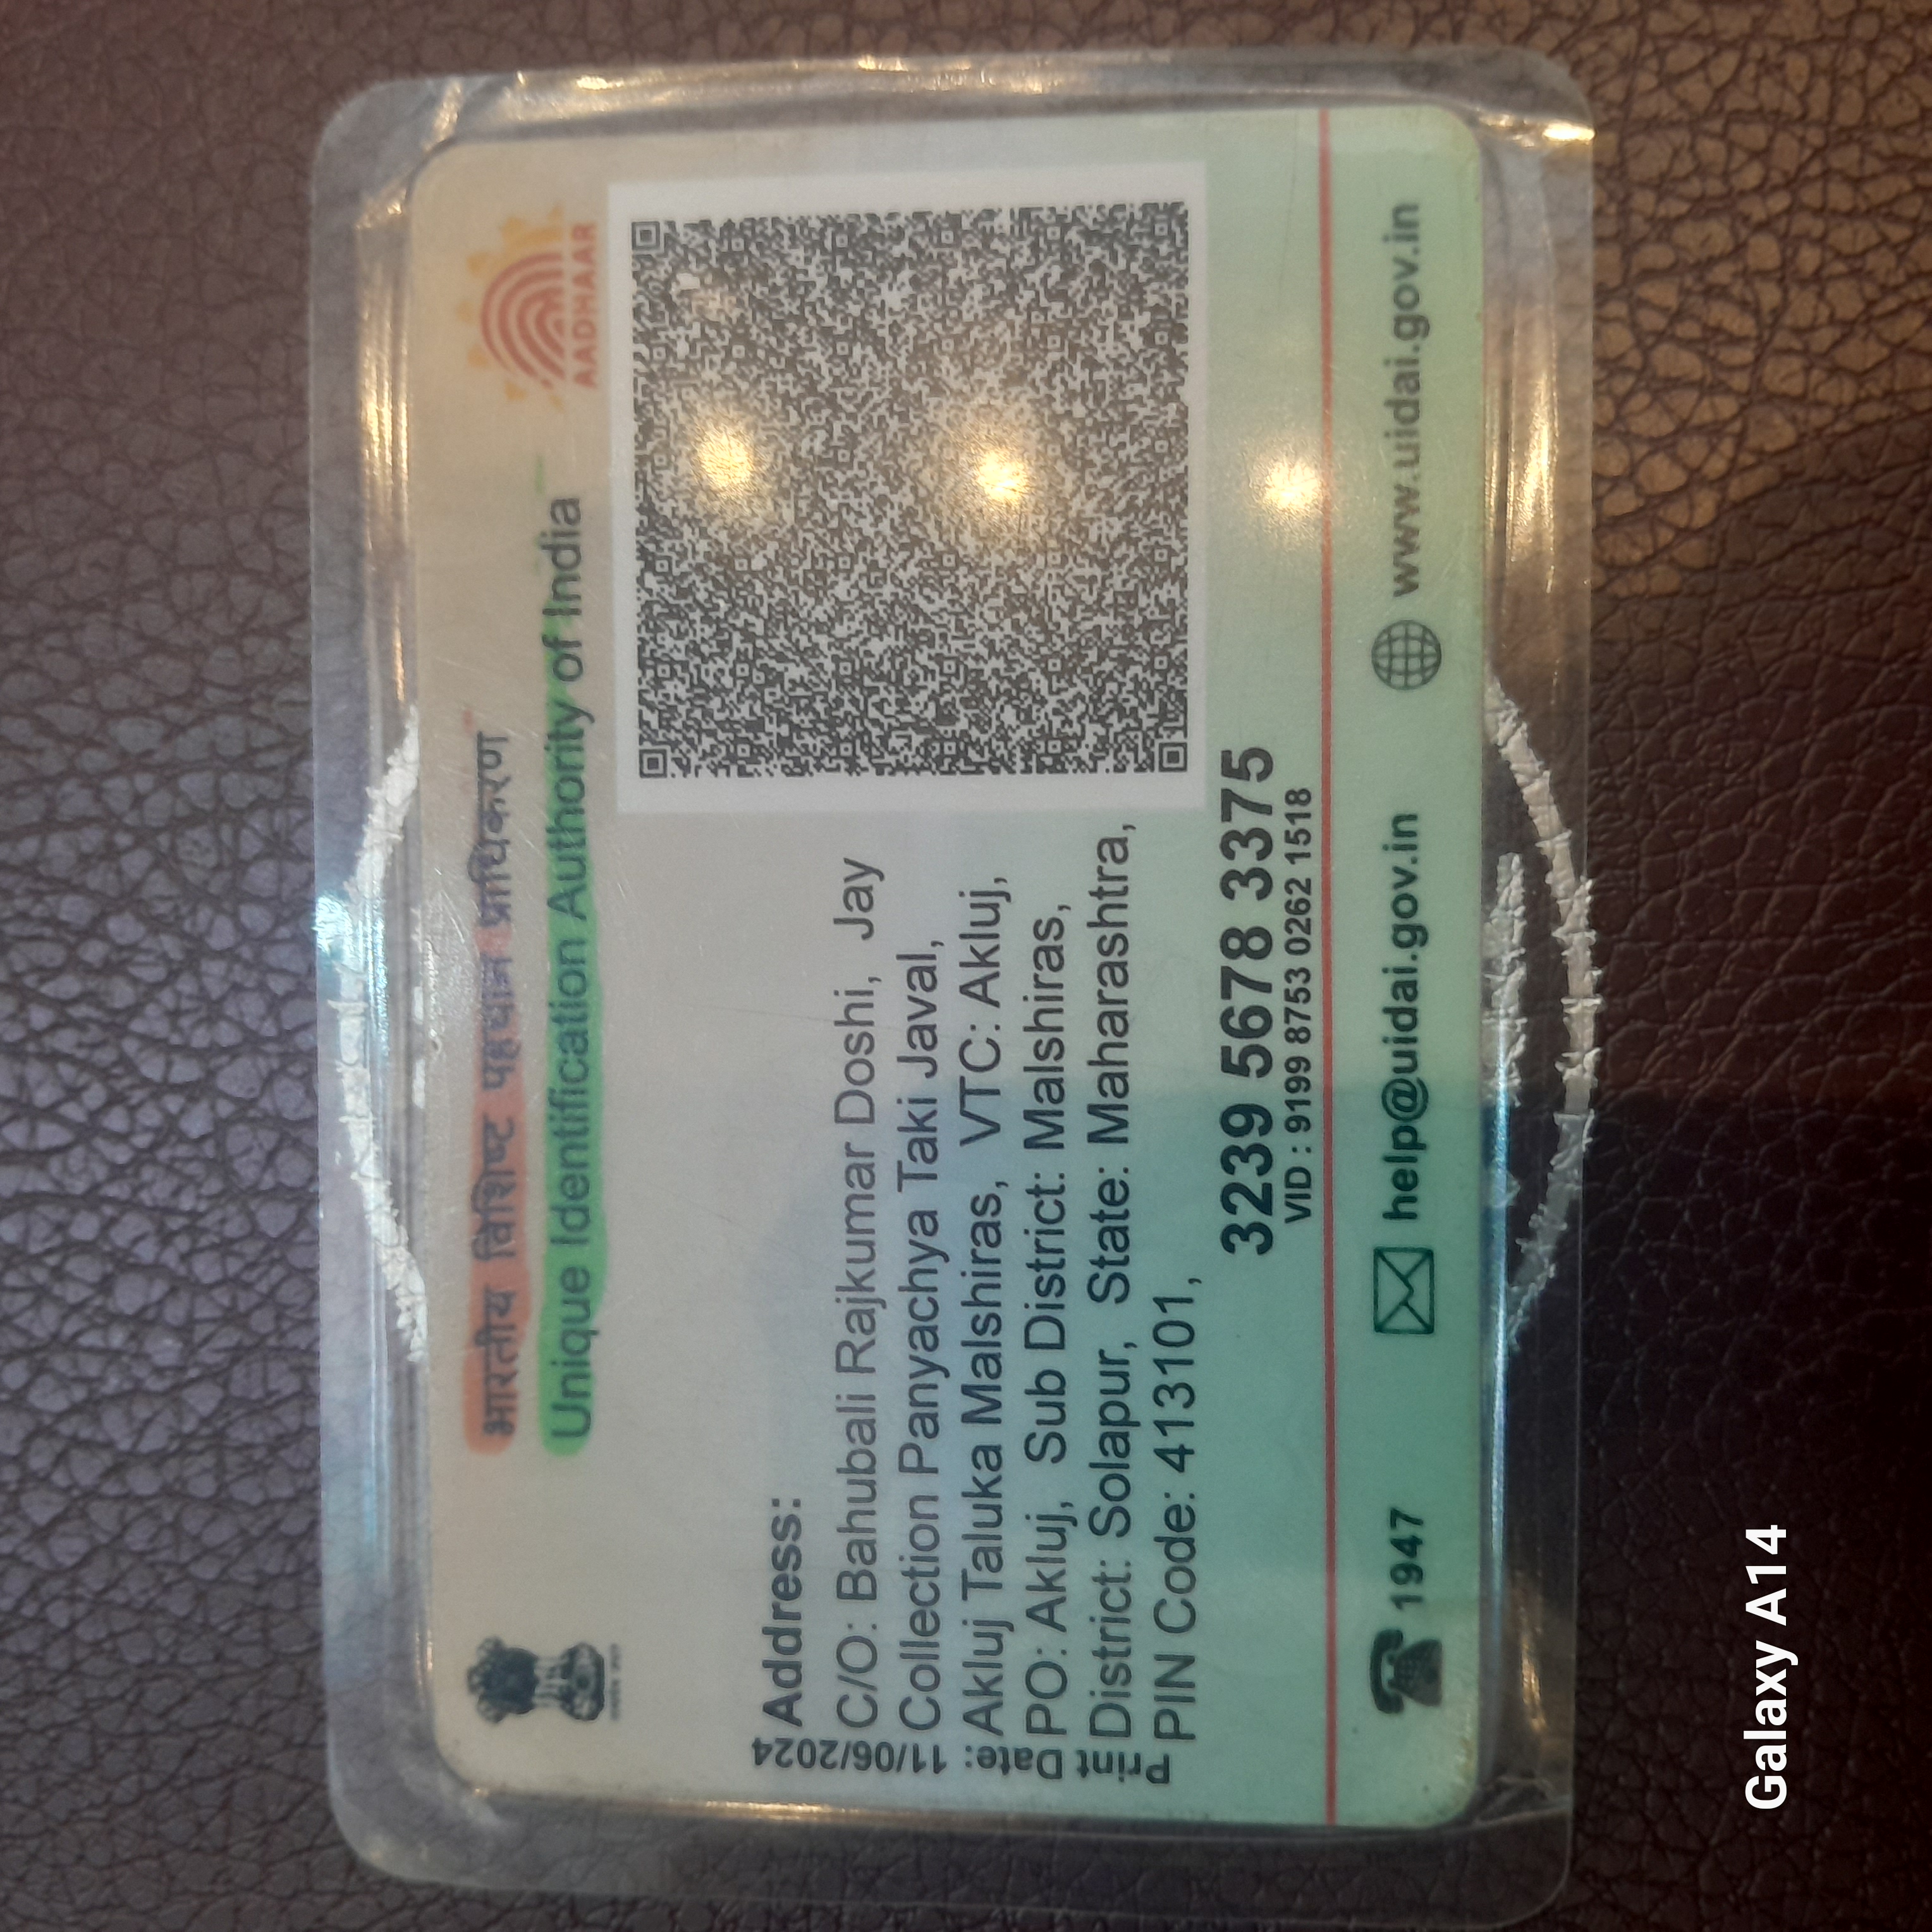 भारतीय विशिष्ट पहचान प्राधिकरण
Unique Identification Authority of India
AADHAAR
Print Date: 11/06/2024
Address:
C/O: Bahubali Rajkumar Doshi, Jay
Collection Panyachya Taki Javal,
Akluj Taluka Malshiras, VTC: Akluj,
PO: Akluj, Sub District: Malshiras,
District: Solapur, State: Maharashtra,
PIN Code: 413101,
3239 5678 3375
VID : 9199 8753 0262 1518
1947
help@uidai.gov.in
www.uidai.gov.in
Galaxy A14